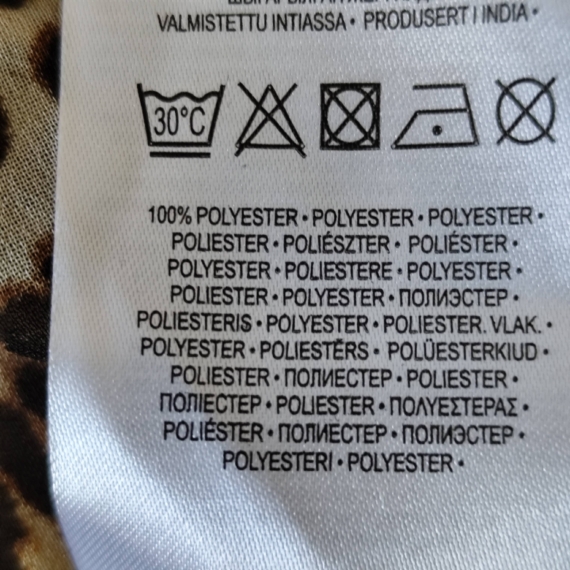 VALMISTETTU INTIASSA • PRODUSERT I INDIA •
30°C
100% POLYESTER • POLYESTER • POLYESTER •
POLIESTER • POLIÉSZTER • POLIÉSTER •
POLYESTER • POLIESTERE • POLYESTER •
POLIESTER • POLYESTER • ПОЛИЭСТЕР •
POLIESTERIS • POLYESTER • POLIESTER. VLAK. •
POLYESTER • POLIESTĒRS • POLÜESTERKIUD •
POLIESTER • ПОЛИЕСТЕР • POLIESTER •
ПОЛІЕСТЕР • POLIESTER • ΠΟΛΥΕΣΤΕΡΑΣ •
POLIÉSTER • ПОЛИЕСТЕР • ПОЛИЭСТЕР •
POLYESTERI • POLYESTER •